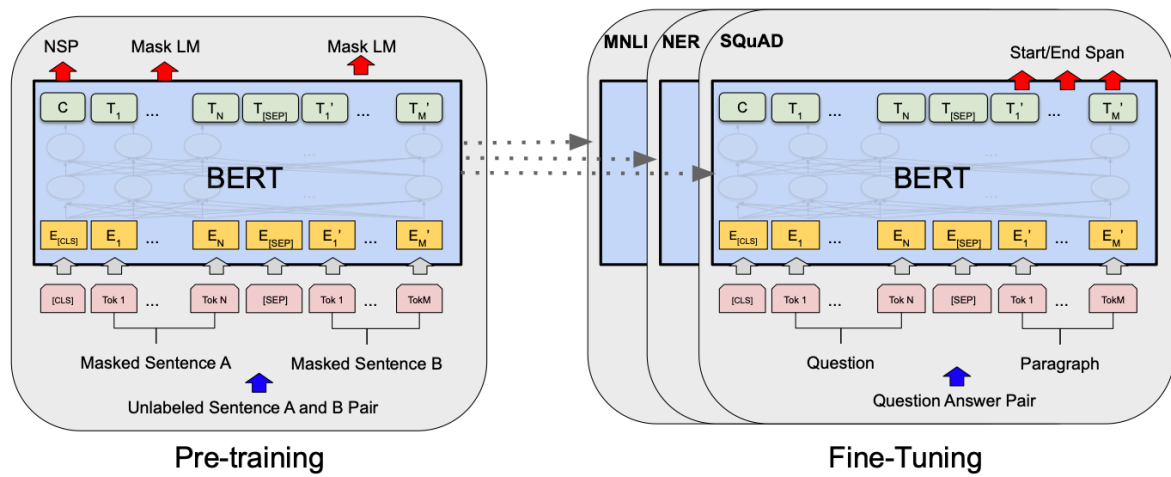 NSP Mask LM Mask LM
C T1 ... TN T[SEP] T1' ... TM'
...
BERT
...
E[CLS] E1 ... EN E[SEP] E1' ... EM'
[CLS] Tok 1 ... Tok N [SEP] Tok 1 ... TokM
Masked Sentence A Masked Sentence B
Unlabeled Sentence A and B Pair
Pre-training
MNLI NER SQuAD
Start/End Span
C T1 ... TN T[SEP] T1' ... TM'
...
BERT
...
E[CLS] E1 ... EN E[SEP] E1' ... EM'
[CLS] Tok 1 ... Tok N [SEP] Tok 1 ... TokM
Question Paragraph
Question Answer Pair
Fine-Tuning